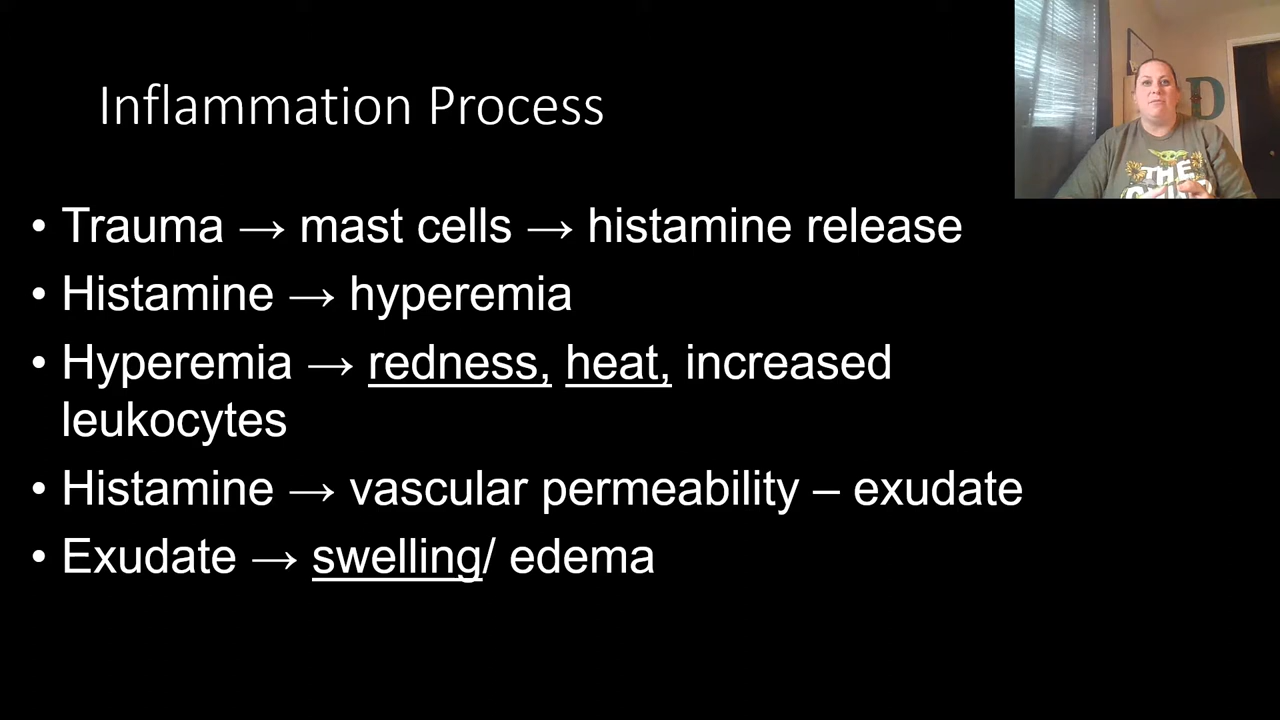 Inflammation Process
• Trauma → mast cells → histamine release
• Histamine → hyperemia
• Hyperemia → redness, heat, increased
leukocytes
• Histamine → vascular permeability – exudate
• Exudate → swelling/ edema
D
THE